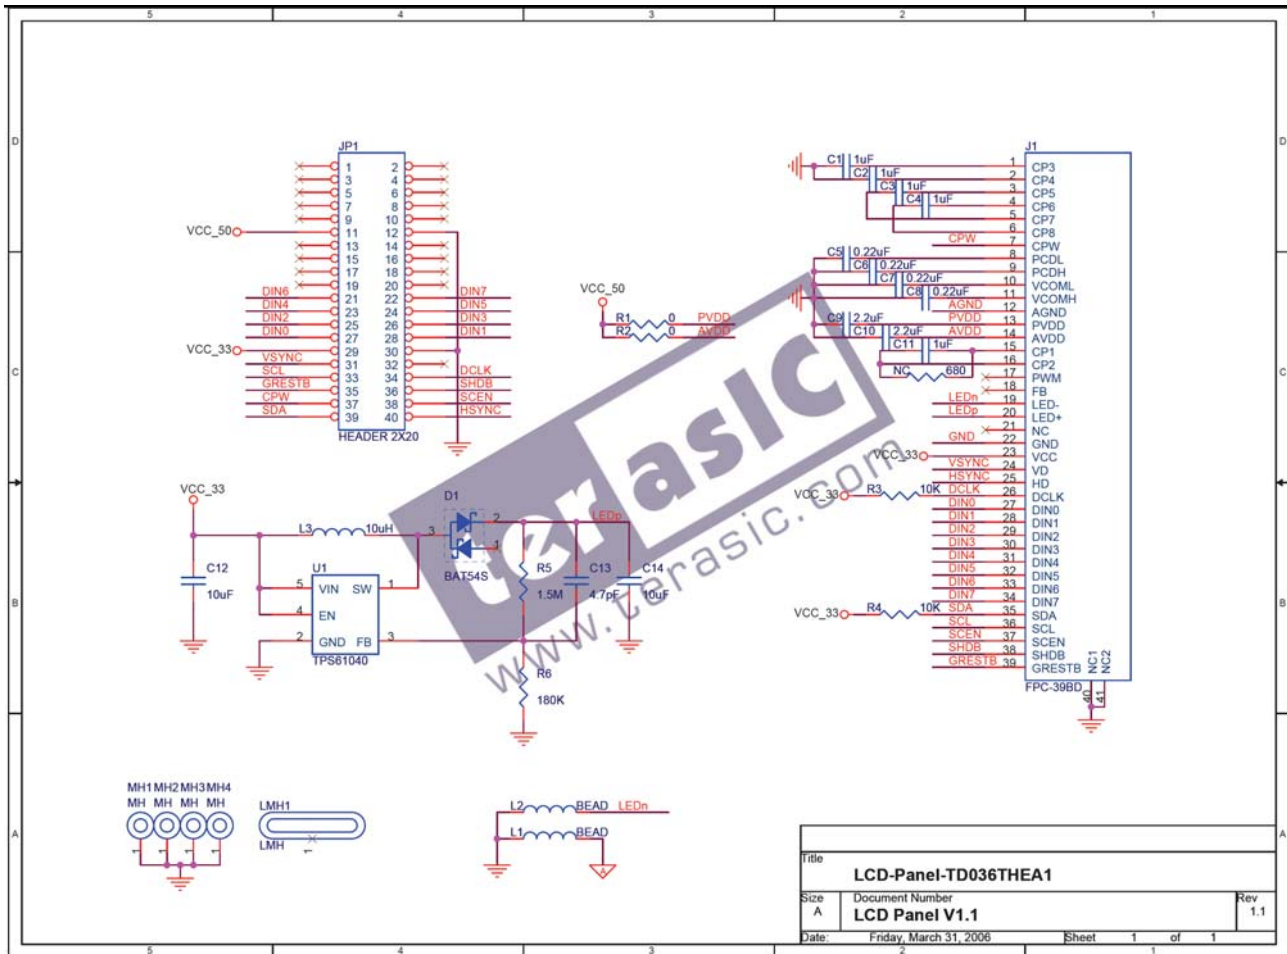 5 4 3 2 1
D D
C C
B B
A A
JP1
1 2
3 4
5 6
7 8
9 10
VCC_50 11 12
13 14
15 16
17 18
19 20
DIN6 21 22 DIN7
DIN4 23 24 DIN5
DIN2 25 26 DIN3
DIN0 27 28 DIN1
VCC_33 29 30
VSYNC 31 32
SCL 33 34 DCLK
GRESTB 35 36 SHDB
CPW 37 38 SCEN
SDA 39 40 HSYNC
HEADER 2X20
VCC_50
R1 0 PVDD
R2 0 AVDD
J1
C1 1uF 1 CP3
C2 1uF 2 CP4
C3 1uF 3 CP5
C4 1uF 4 CP6
5 CP7
6 CP8
CPW 7 CPW
C5 0.22uF 8 PCDL
C6 0.22uF 9 PCDH
C7 0.22uF 10 VCOML
C8 0.22uF 11 VCOMH
AGND 12 AGND
C9 2.2uF PVDD 13 PVDD
C10 2.2uF AVDD 14 AVDD
C11 1uF 15 CP1
16 CP2
NC 680 17 PWM
18 FB
LEDn 19 LED-
LEDp 20 LED+
21 NC
GND 22 GND
VCC_33 23 VCC
VSYNC 24 VD
HSYNC 25 HD
VCC_33 R3 10K DCLK 26 DCLK
DIN0 27 DIN0
DIN1 28 DIN1
DIN2 29 DIN2
DIN3 30 DIN3
DIN4 31 DIN4
DIN5 32 DIN5
DIN6 33 DIN6
DIN7 34 DIN7
VCC_33 R4 10K SDA 35 SDA
SCL 36 SCL
SCEN 37 SCEN
SHDB 38 SHDB
GRESTB 39 GRESTB
NC1 NC2
40 41
FPC-39BD
terasic
www.terasic.com
VCC_33
L3 10uH
D1
3 2 LEDp
1
BAT54S
C12
10uF
U1
5 VIN SW 1
4 EN
2 GND FB 3
TPS61040
R5
1.5M
C13
4.7pF
C14
10uF
R6
180K
MH1 MH2 MH3 MH4
MH MH MH MH
1 1 1 1
LMH1
LMH
1
L2 BEAD LEDn
L1 BEAD
A
Title
LCD-Panel-TD036THEA1
Size Document Number Rev
A LCD Panel V1.1 1.1
Date: Friday, March 31, 2006 Sheet 1 of 1
5 4 3 2 1